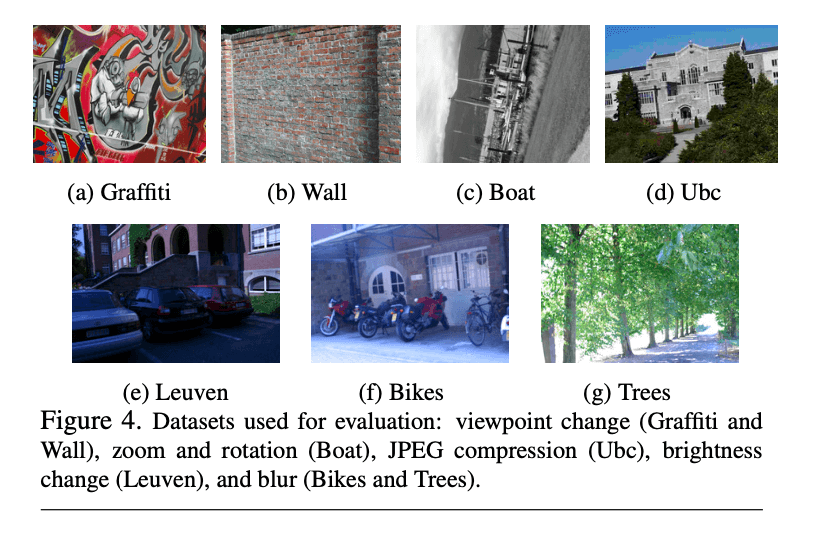 (a) Graffiti
(b) Wall
(c) Boat
(d) Ubc
(e) Leuven
(f) Bikes
(g) Trees
Figure 4. Datasets used for evaluation: viewpoint change (Graffiti and
Wall), zoom and rotation (Boat), JPEG compression (Ubc), brightness
change (Leuven), and blur (Bikes and Trees).